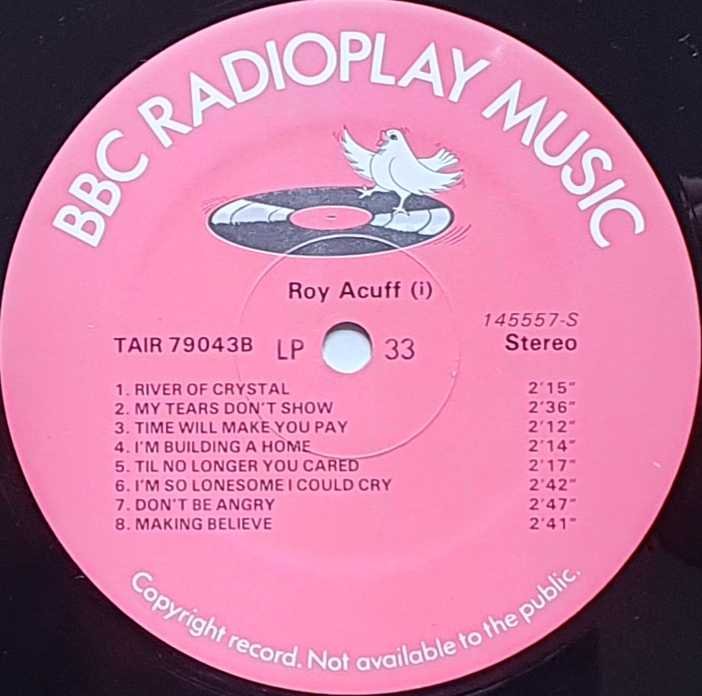 BBC RADIOPLAY MUSIC
Roy Acuff (i)
145557-S
TAIR 79043B LP 33 Stereo
1. RIVER OF CRYSTAL 2'15"
2. MY TEARS DON'T SHOW 2'36"
3. TIME WILL MAKE YOU PAY 2'12"
4. I'M BUILDING A HOME 2'14"
5. TIL NO LONGER YOU CARED 2'17"
6. I'M SO LONESOME I COULD CRY 2'42"
7. DON'T BE ANGRY 2'47"
8. MAKING BELIEVE 2'41"
Copyright record. Not available to the public.